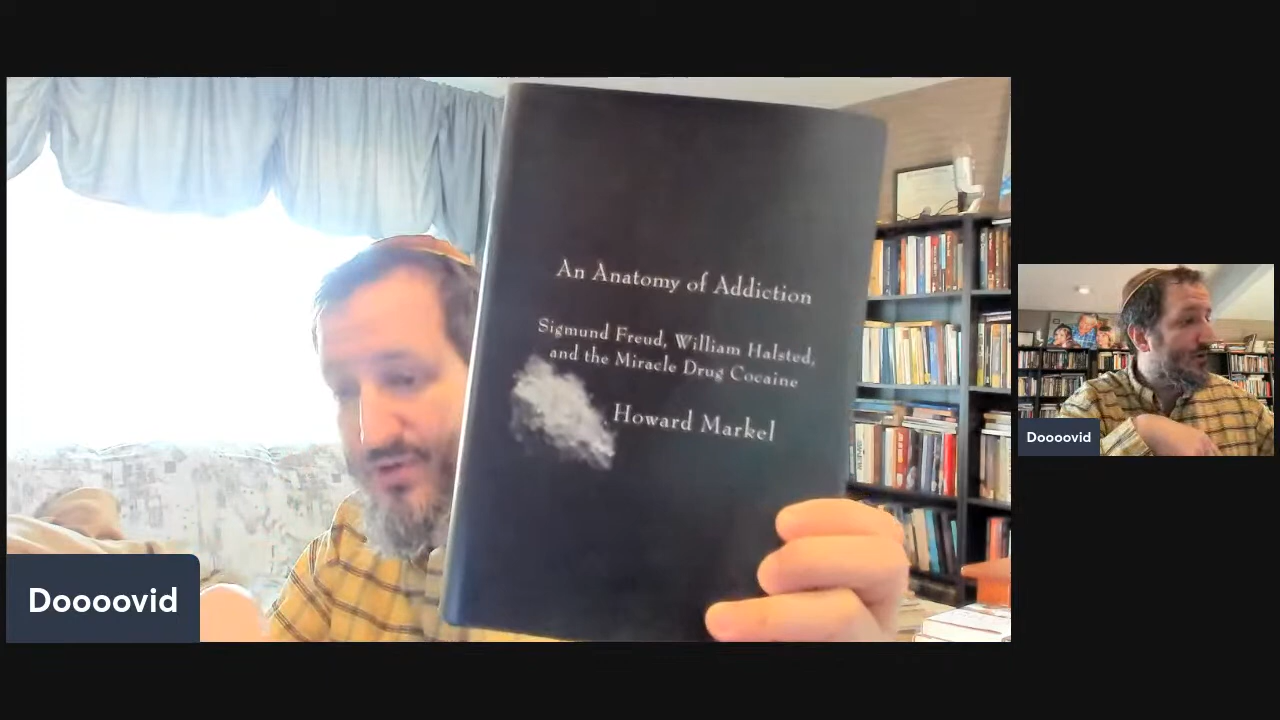 An Anatomy of Addiction
Sigmund Freud, William Halsted,
and the Miracle Drug Cocaine
Howard Markel
Doooovid
Doooovid